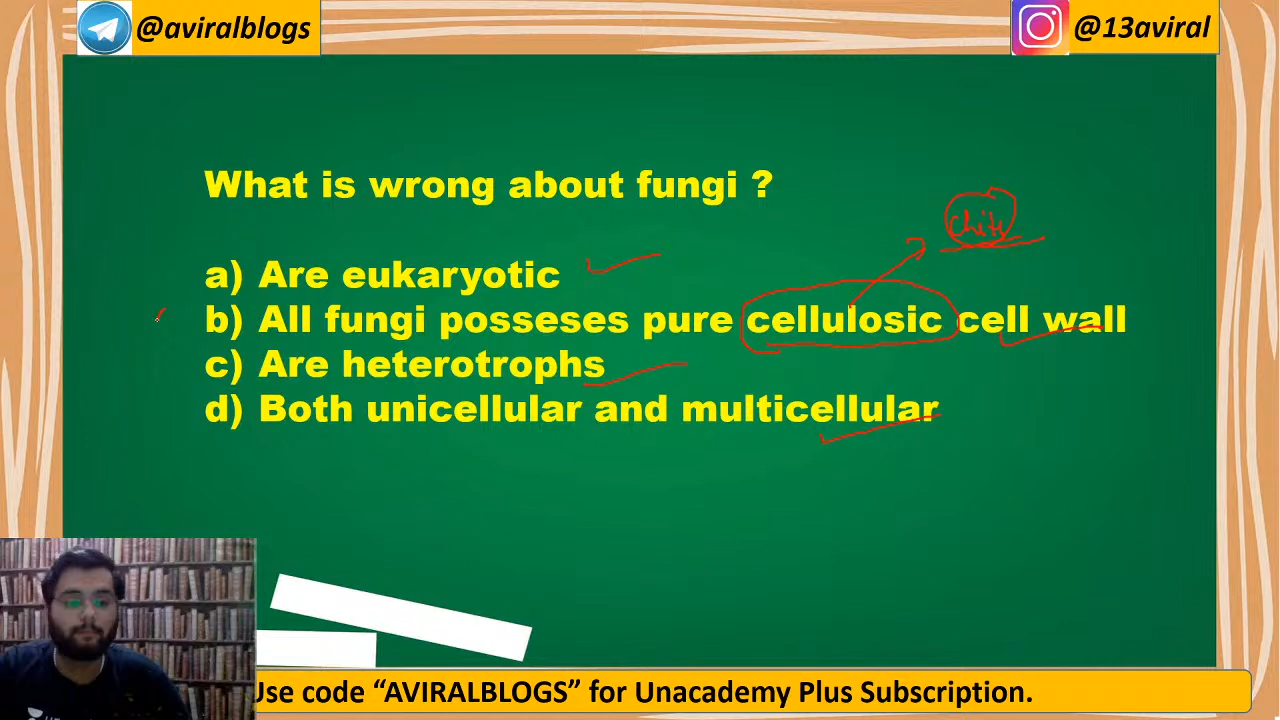 @aviralblogs
@13aviral
What is wrong about fungi ?
chiti
a) Are eukaryotic
b) All fungi posseses pure cellulosic cell wall
c) Are heterotrophs
d) Both unicellular and multicellular
Use code “AVIRALBLOGS” for Unacademy Plus Subscription.